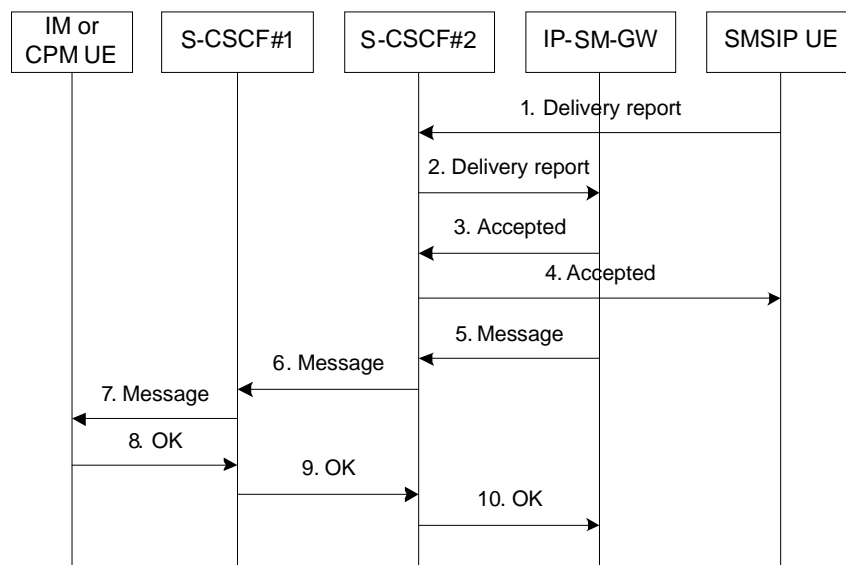 IM or
CPM UE
S-CSCF#1
S-CSCF#2
IP-SM-GW
SMSIP UE
1. Delivery report
2. Delivery report
3. Accepted
4. Accepted
5. Message
6. Message
7. Message
8. OK
9. OK
10. OK